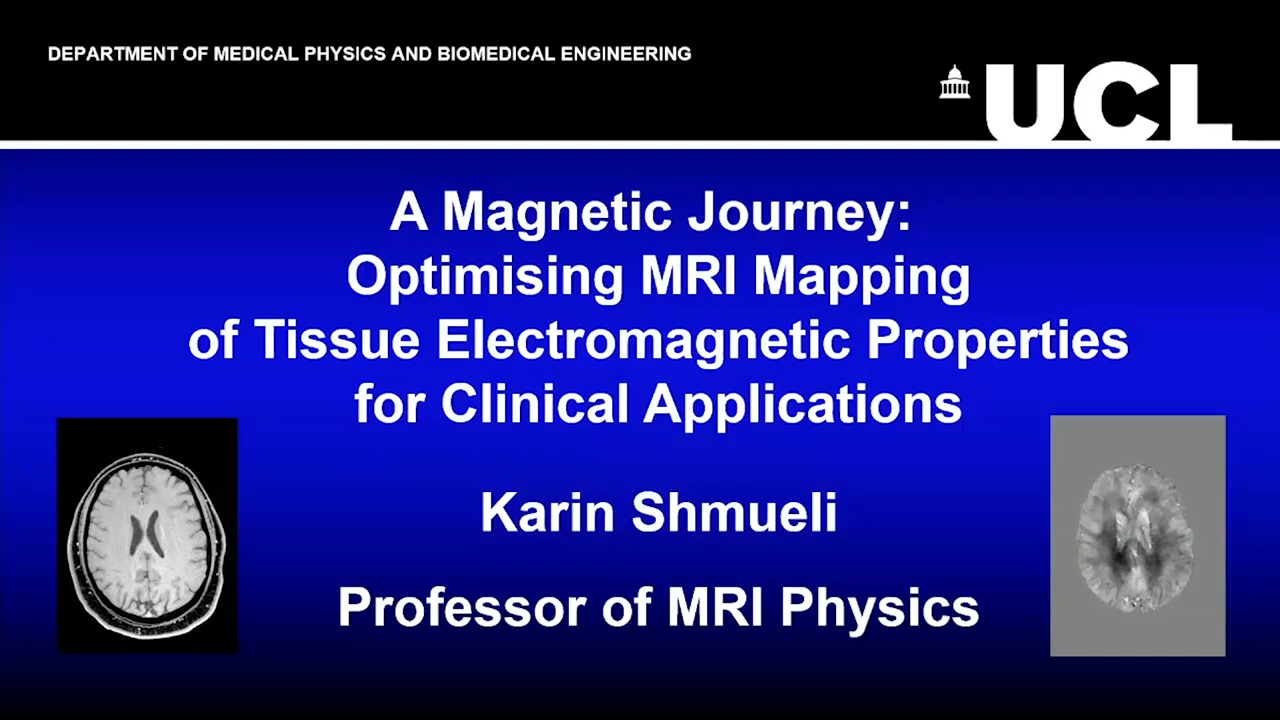 DEPARTMENT OF MEDICAL PHYSICS AND BIOMEDICAL ENGINEERING
UCL
A Magnetic Journey:
Optimising MRI Mapping
of Tissue Electromagnetic Properties
for Clinical Applications
Karin Shmueli
Professor of MRI Physics